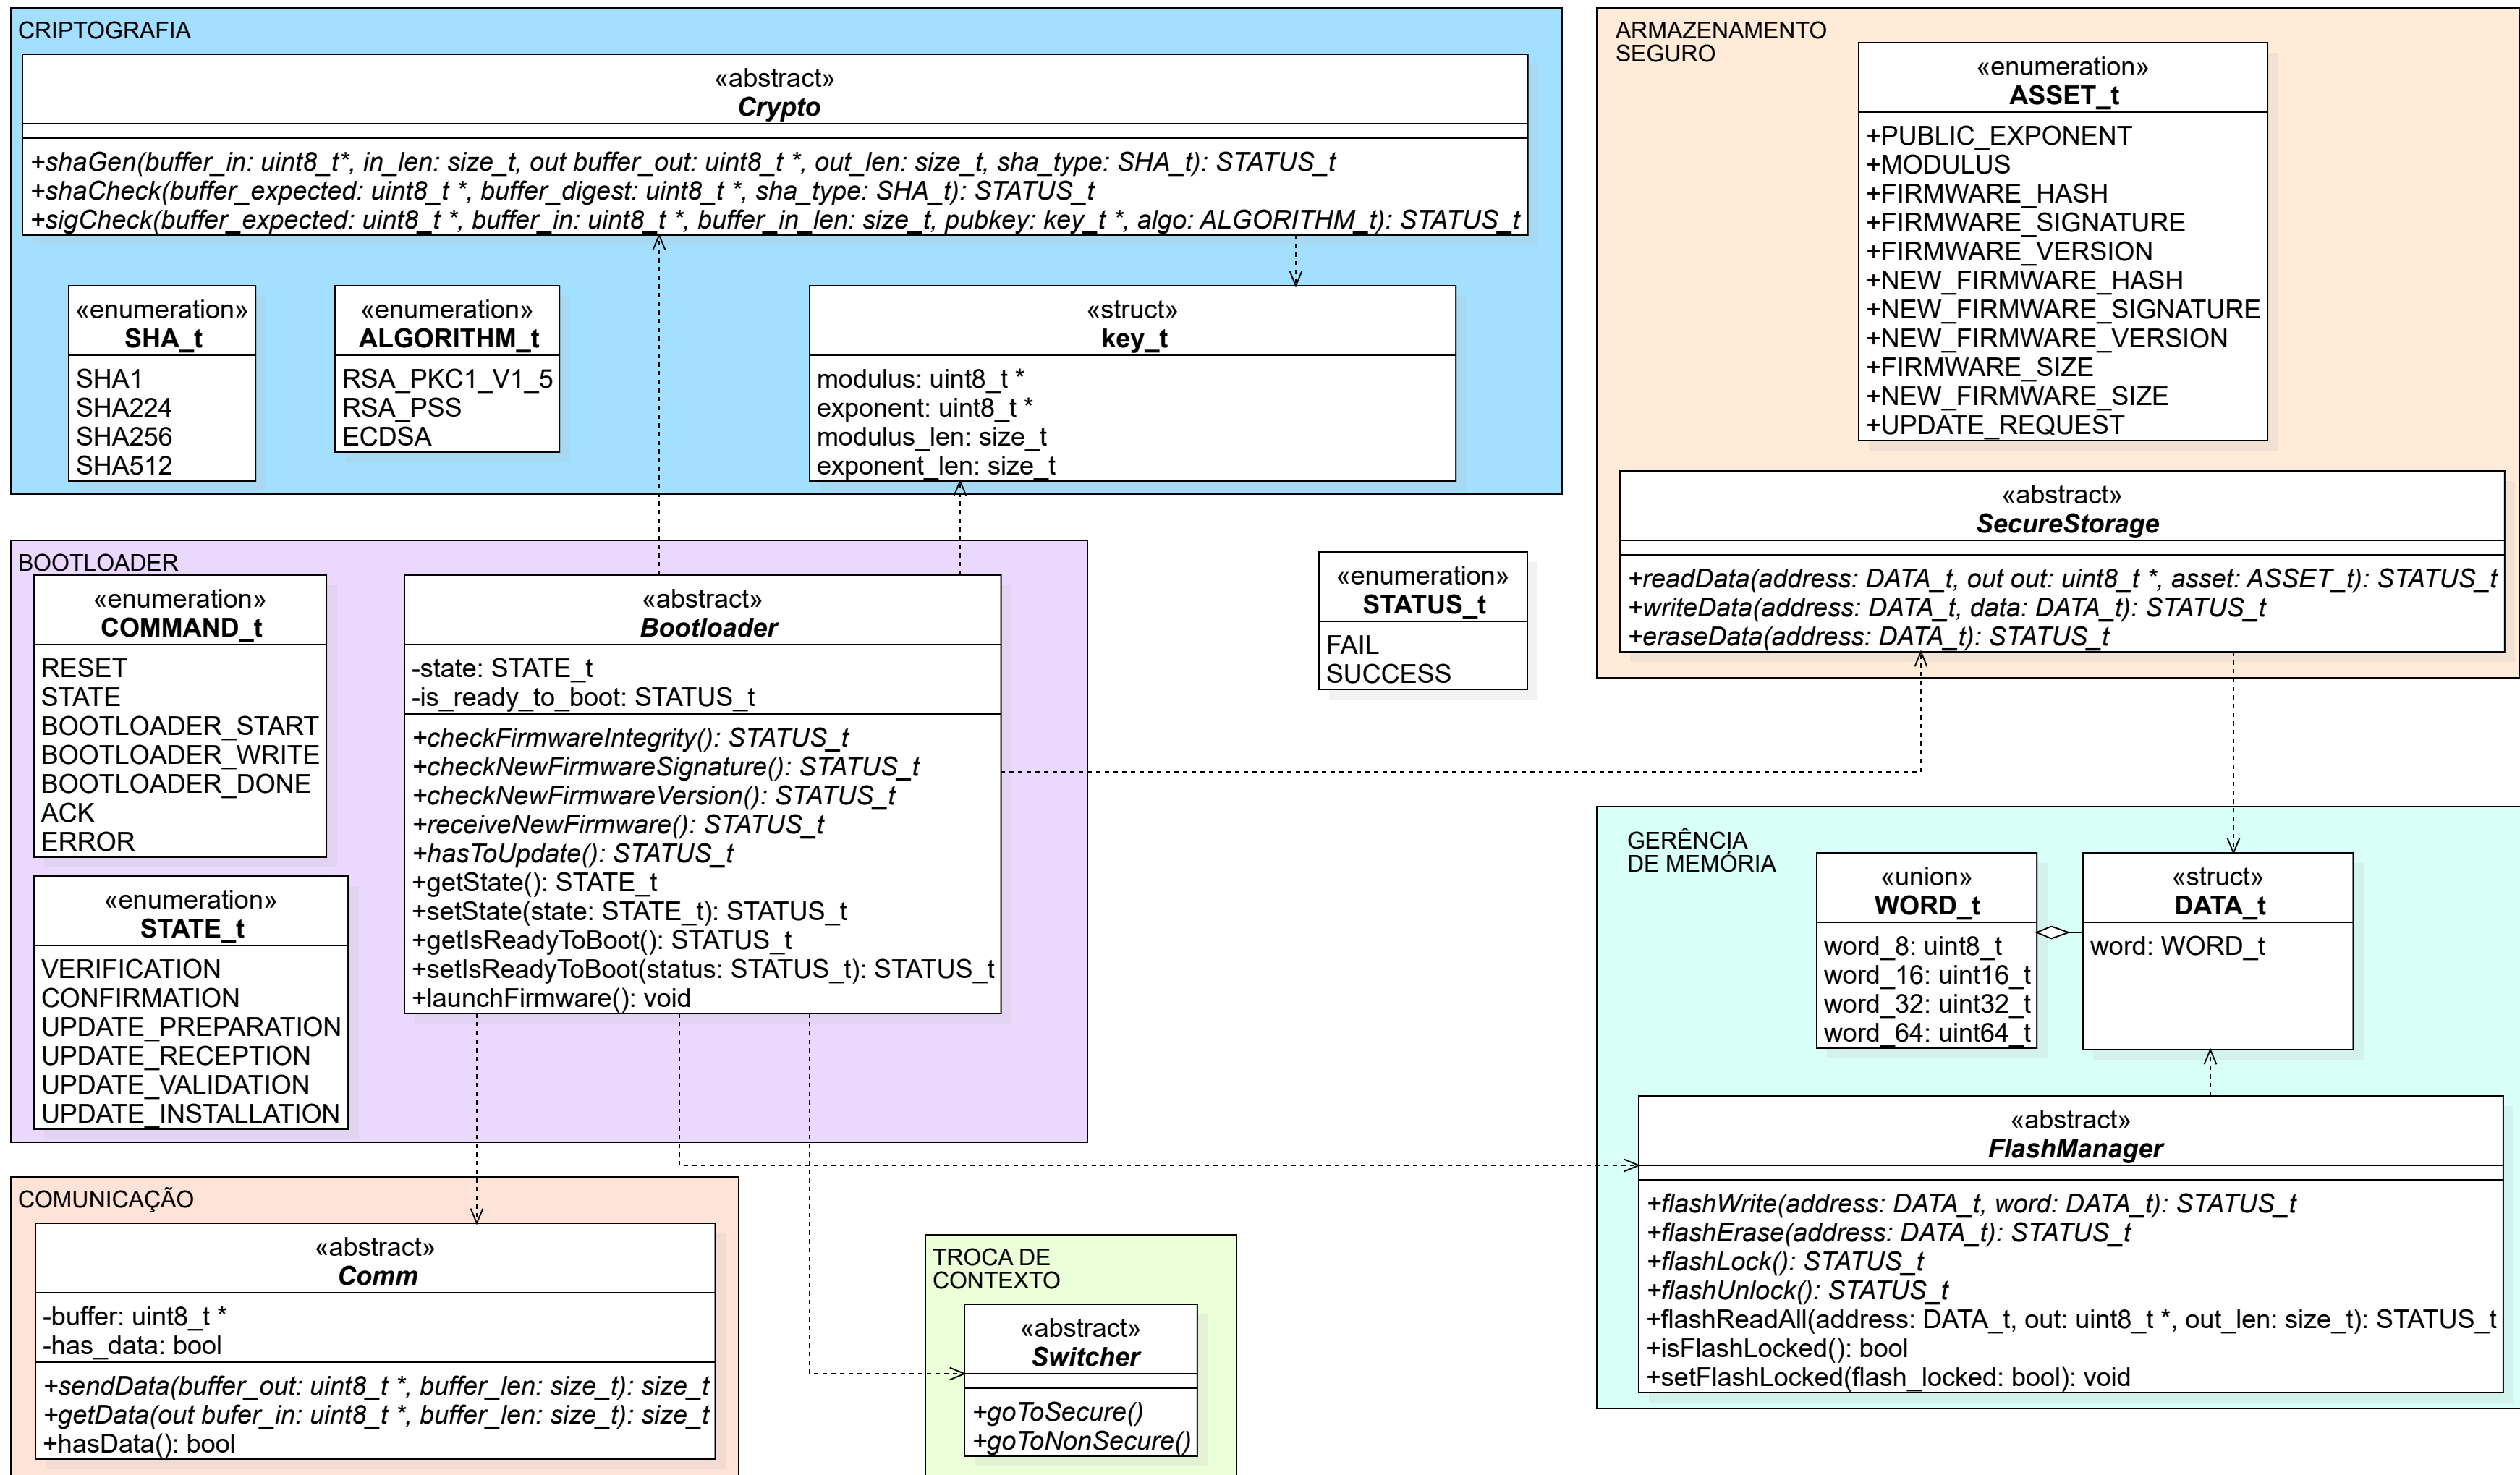 CRIPTOGRAFIA
«abstract»
Crypto
+shaGen(buffer_in: uint8_t*, in_len: size_t, out buffer_out: uint8_t *, out_len: size_t, sha_type: SHA_t): STATUS_t
+shaCheck(buffer_expected: uint8_t *, buffer_digest: uint8_t *, sha_type: SHA_t): STATUS_t
+sigCheck(buffer_expected: uint8_t *, buffer_in: uint8_t *, buffer_in_len: size_t, pubkey: key_t *, algo: ALGORITHM_t): STATUS_t
«enumeration»
SHA_t
SHA1
SHA224
SHA256
SHA512
«enumeration»
ALGORITHM_t
RSA_PKC1_V1_5
RSA_PSS
ECDSA
«struct»
key_t
modulus: uint8_t *
exponent: uint8_t *
modulus_len: size_t
exponent_len: size_t
ARMAZENAMENTO
SEGURO
«enumeration»
ASSET_t
+PUBLIC_EXPONENT
+MODULUS
+FIRMWARE_HASH
+FIRMWARE_SIGNATURE
+FIRMWARE_VERSION
+NEW_FIRMWARE_HASH
+NEW_FIRMWARE_SIGNATURE
+NEW_FIRMWARE_VERSION
+FIRMWARE_SIZE
+NEW_FIRMWARE_SIZE
+UPDATE_REQUEST
«abstract»
SecureStorage
+readData(address: DATA_t, out out: uint8_t *, asset: ASSET_t): STATUS_t
+writeData(address: DATA_t, data: DATA_t): STATUS_t
+eraseData(address: DATA_t): STATUS_t
BOOTLOADER
«enumeration»
COMMAND_t
RESET
STATE
BOOTLOADER_START
BOOTLOADER_WRITE
BOOTLOADER_DONE
ACK
ERROR
«enumeration»
STATE_t
VERIFICATION
CONFIRMATION
UPDATE_PREPARATION
UPDATE_RECEPTION
UPDATE_VALIDATION
UPDATE_INSTALLATION
«abstract»
Bootloader
-state: STATE_t
-is_ready_to_boot: STATUS_t
+checkFirmwareIntegrity(): STATUS_t
+checkNewFirmwareSignature(): STATUS_t
+checkNewFirmwareVersion(): STATUS_t
+receiveNewFirmware(): STATUS_t
+hasToUpdate(): STATUS_t
+getState(): STATE_t
+setState(state: STATE_t): STATUS_t
+getIsReadyToBoot(): STATUS_t
+setIsReadyToBoot(status: STATUS_t): STATUS_t
+launchFirmware(): void
«enumeration»
STATUS_t
FAIL
SUCCESS
GERÊNCIA
DE MEMÓRIA
«union»
WORD_t
word_8: uint8_t
word_16: uint16_t
word_32: uint32_t
word_64: uint64_t
«struct»
DATA_t
word: WORD_t
«abstract»
FlashManager
+flashWrite(address: DATA_t, word: DATA_t): STATUS_t
+flashErase(address: DATA_t): STATUS_t
+flashLock(): STATUS_t
+flashUnlock(): STATUS_t
+flashReadAll(address: DATA_t, out: uint8_t *, out_len: size_t): STATUS_t
+isFlashLocked(): bool
+setFlashLocked(flash_locked: bool): void
COMUNICAÇÃO
«abstract»
Comm
-buffer: uint8_t *
-has_data: bool
+sendData(buffer_out: uint8_t *, buffer_len: size_t): size_t
+getData(out bufer_in: uint8_t *, buffer_len: size_t): size_t
+hasData(): bool
TROCA DE
CONTEXTO
«abstract»
Switcher
+goToSecure()
+goToNonSecure()